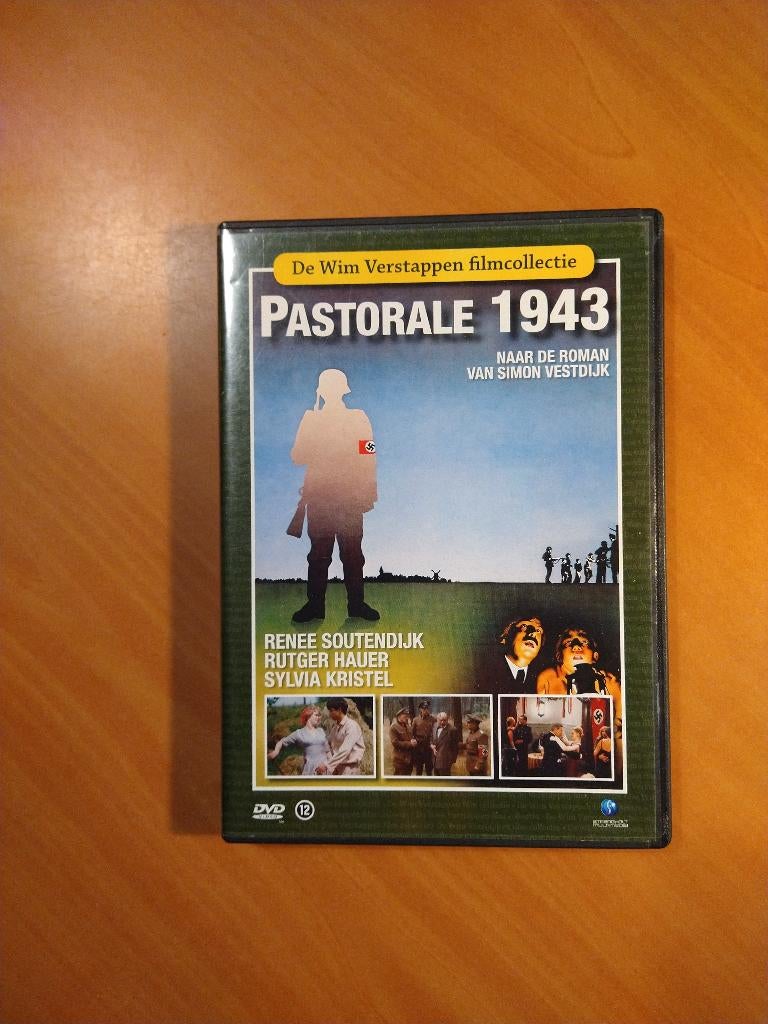 De Wim Verstappen filmcollectie
PASTORALE 1943
NAAR DE ROMAN
VAN SIMON VESTDIJK
RENEE SOUTENDIJK
RUTGER HAUER
SYLVIA KRISTEL
DVD
VIDEO
12